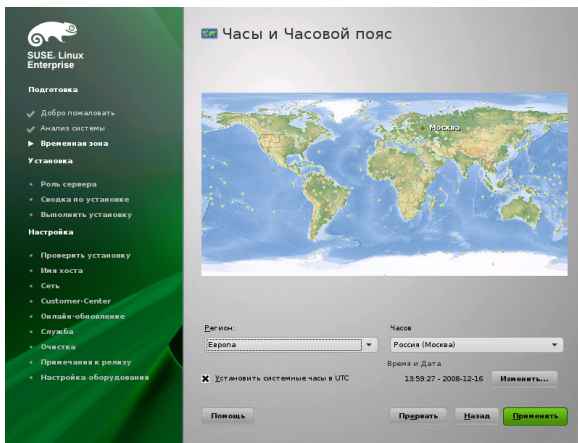 SUSE. Linux
Enterprise
Подготовка
Добро пожаловать
Анализ системы
Временная зона
Установка
Роль сервера
Сводка по установке
Выполнить установку
Настройка
Проверить установку
Имя хоста
Сеть
Customer-Center
Онлайн-обновление
Служба
Очистка
Примечания к релизу
Настройка оборудования
Часы и Часовой пояс
Москва
Регион:
Европа
Часов
Россия (Москва)
Время и Дата
Установить системные часы в UTC
13:59:27 - 2008-12-16
Изменить...
Помощь
Прервать
Назад
Применять